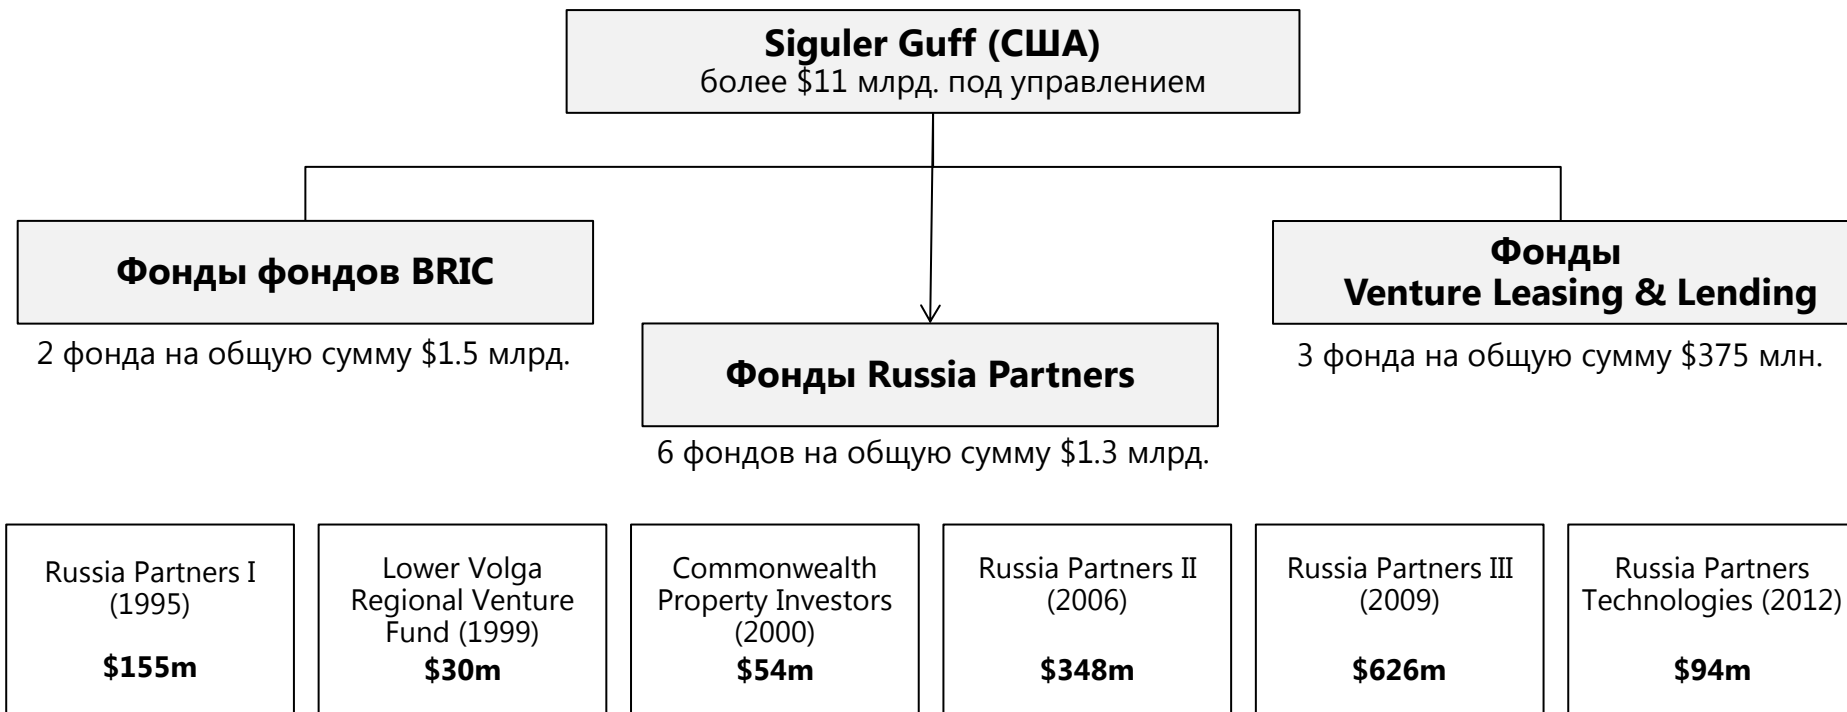 Siguler Guff (США)
более $11 млрд. под управлением
Фонды фондов BRIC
2 фонда на общую сумму $1.5 млрд.
Фонды Russia Partners
6 фондов на общую сумму $1.3 млрд.
Фонды
Venture Leasing & Lending
3 фонда на общую сумму $375 млн.
Russia Partners I
(1995)
$155m
Lower Volga
Regional Venture
Fund (1999)
$30m
Commonwealth
Property Investors
(2000)
$54m
Russia Partners II
(2006)
$348m
Russia Partners III
(2009)
$626m
Russia Partners
Technologies (2012)
$94m